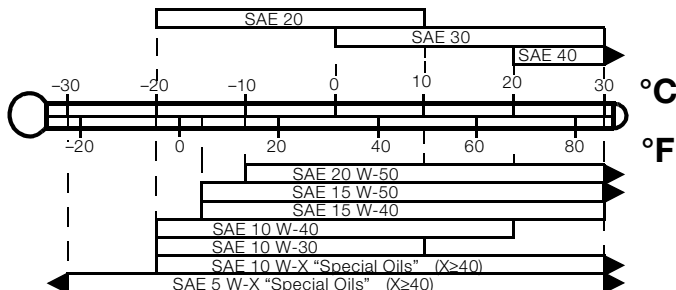 SAE 20
SAE 30
SAE 40
–30 –20 –10 0 10 20 30 °C
–20 0 20 40 60 80 °F
SAE 20 W-50
SAE 15 W-50
SAE 15 W-40
SAE 10 W-40
SAE 10 W-30
SAE 10 W-X “Special Oils” (X≥40)
SAE 5 W-X “Special Oils” (X≥40)